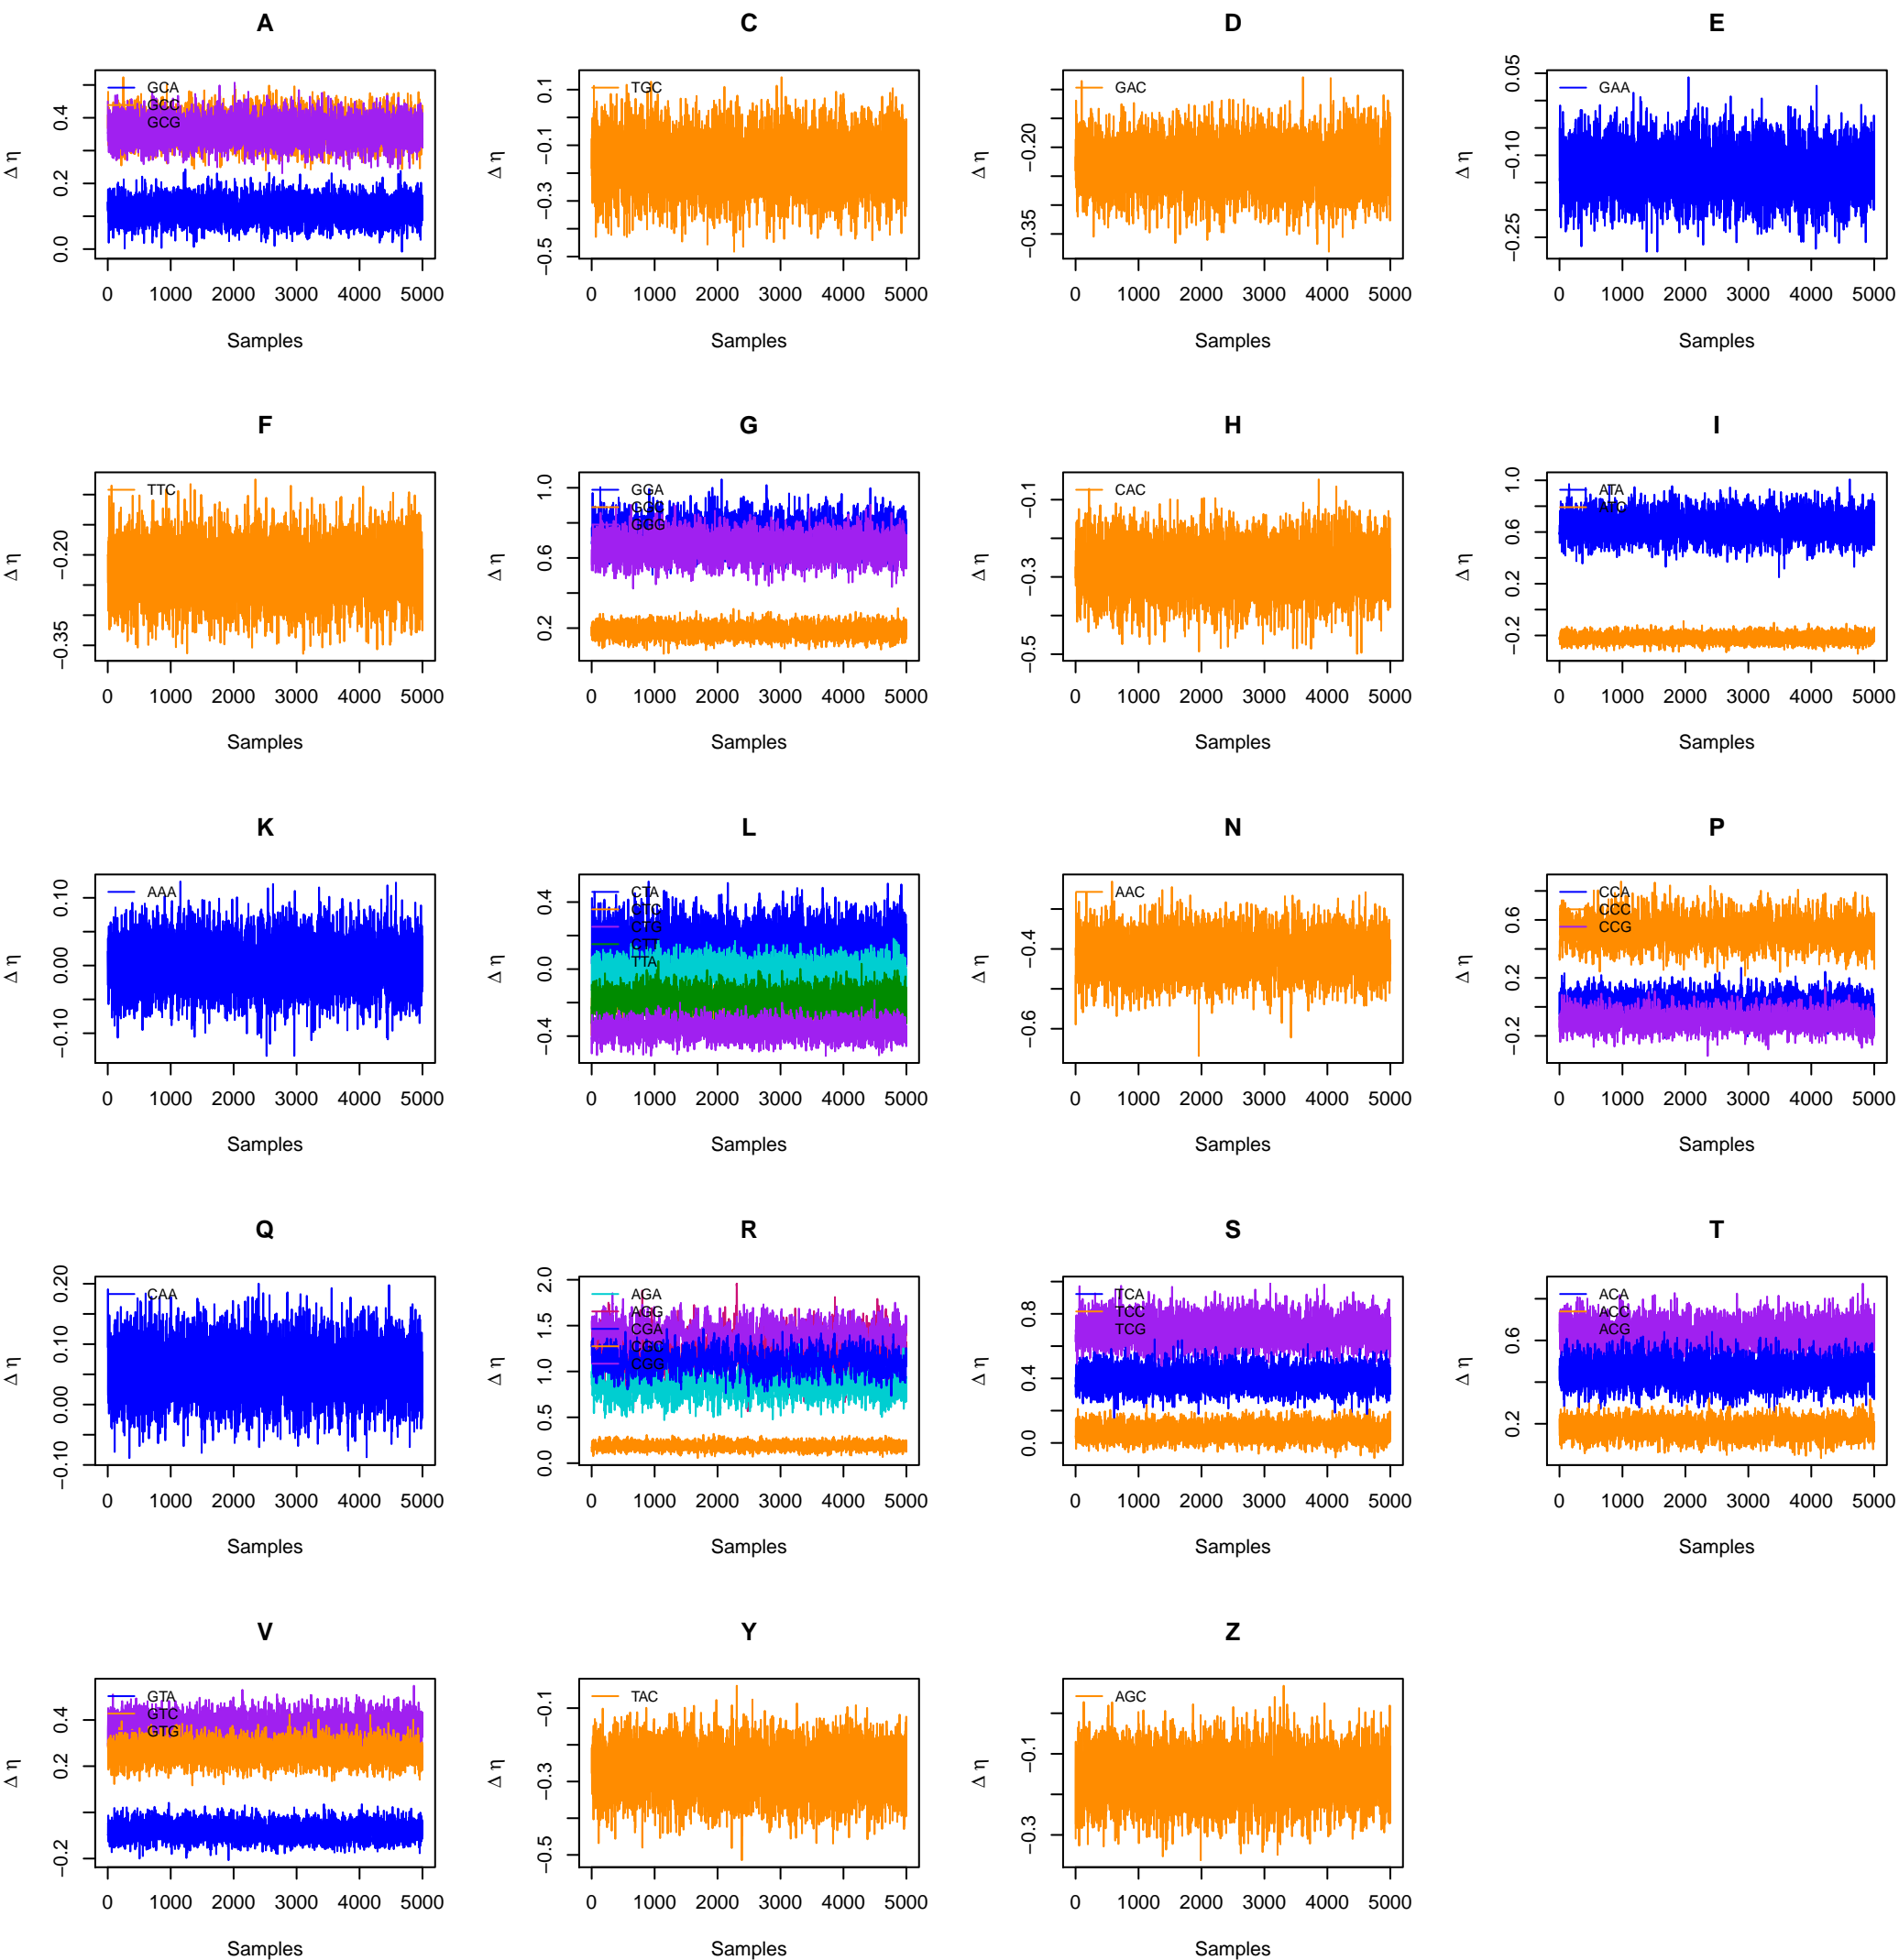 A
Δ η
0.0 0.2 0.4
GCA
GCC
GCG
0 1000 2000 3000 4000 5000
Samples
C
Δ η
−0.5 −0.3 −0.1 0.1
TGC
0 1000 2000 3000 4000 5000
Samples
D
Δ η
−0.35 −0.20
GAC
0 1000 2000 3000 4000 5000
Samples
E
Δ η
−0.25 −0.10 0.05
GAA
0 1000 2000 3000 4000 5000
Samples
F
Δ η
−0.35 −0.20
TTC
0 1000 2000 3000 4000 5000
Samples
G
Δ η
0.2 0.6 1.0
GGA
GGC
GGG
0 1000 2000 3000 4000 5000
Samples
H
Δ η
−0.5 −0.3 −0.1
CAC
0 1000 2000 3000 4000 5000
Samples
I
Δ η
−0.2 0.2 0.6 1.0
ATA
ATC
0 1000 2000 3000 4000 5000
Samples
K
Δ η
−0.10 0.00 0.10
AAA
0 1000 2000 3000 4000 5000
Samples
L
Δ η
−0.4 0.0 0.4
CTA
CTC
CTG
CTT
TTA
0 1000 2000 3000 4000 5000
Samples
N
Δ η
−0.6 −0.4
AAC
0 1000 2000 3000 4000 5000
Samples
P
Δ η
−0.2 0.2 0.6
CCA
CCC
CCG
0 1000 2000 3000 4000 5000
Samples
Q
Δ η
−0.10 0.00 0.10 0.20
CAA
0 1000 2000 3000 4000 5000
Samples
R
Δ η
0.0 0.5 1.0 1.5 2.0
AGA
AGG
CGA
CGC
CGG
0 1000 2000 3000 4000 5000
Samples
S
Δ η
0.0 0.4 0.8
TCA
TCC
TCG
0 1000 2000 3000 4000 5000
Samples
T
Δ η
0.2 0.6
ACA
ACC
ACG
0 1000 2000 3000 4000 5000
Samples
V
Δ η
−0.2 0.2 0.4
GTA
GTC
GTG
0 1000 2000 3000 4000 5000
Samples
Y
Δ η
−0.5 −0.3 −0.1
TAC
0 1000 2000 3000 4000 5000
Samples
Z
Δ η
−0.3 −0.1
AGC
0 1000 2000 3000 4000 5000
Samples